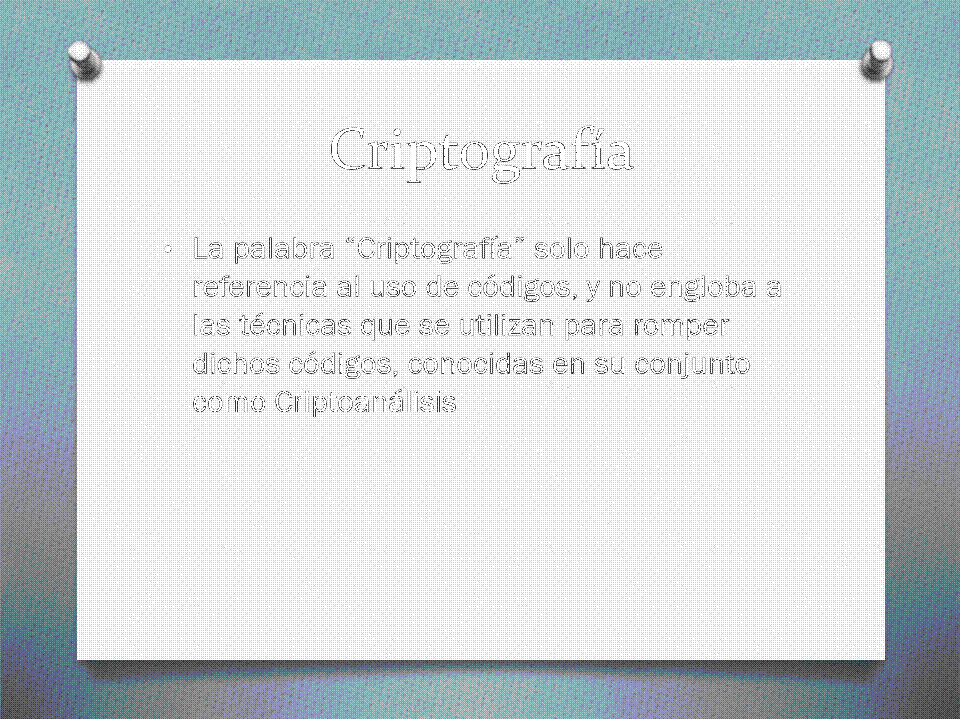 Criptografía
• La palabra “Criptografía” solo hace
referencia al uso de códigos, y no engloba a
las técnicas que se utilizan para romper
dichos códigos, conocidas en su conjunto
como Criptoanálisis